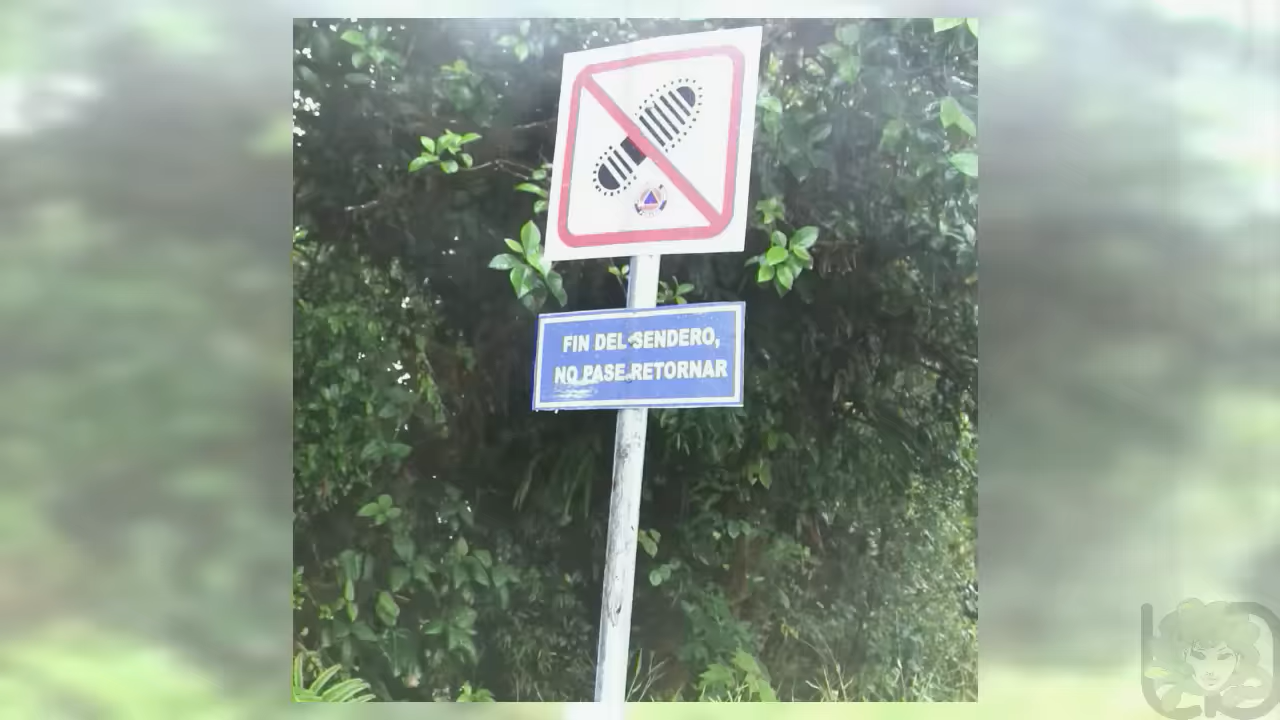 FIN DEL SENDERO,
NO PASE RETORNAR